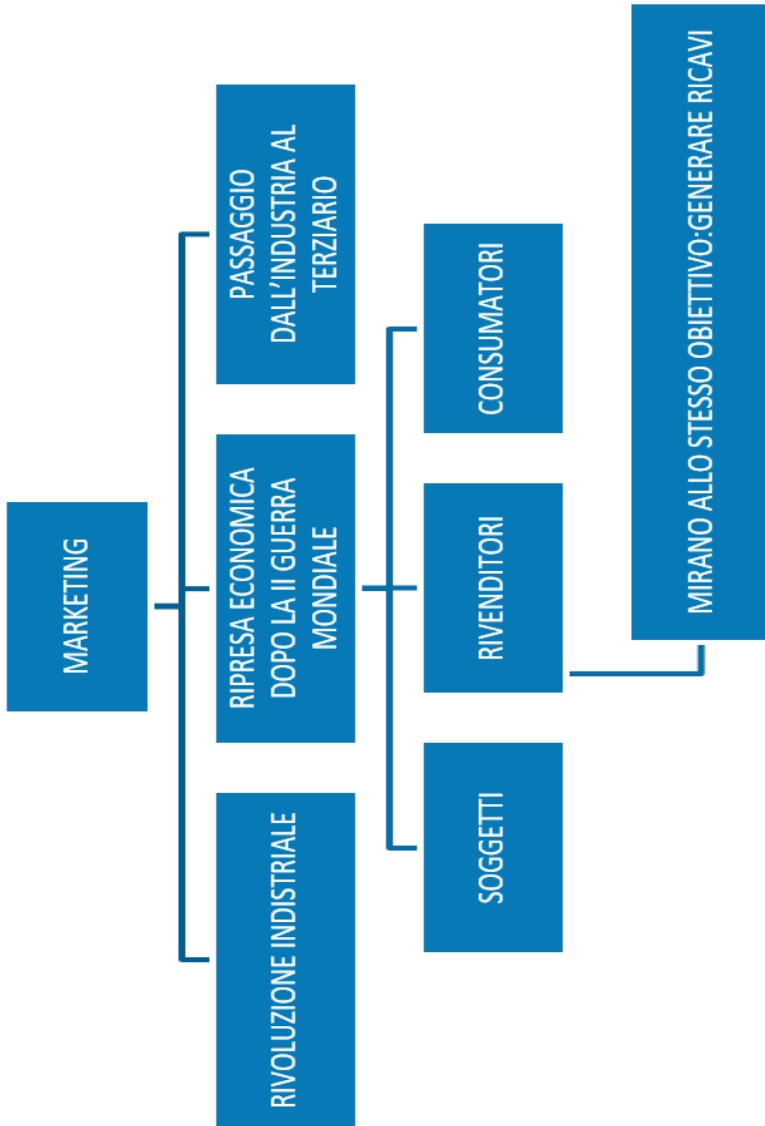 MARKETING
RIVOLUZIONE INDISTRIALE
RIPRESA ECONOMICA
DOPO LA II GUERRA
MONDIALE
PASSAGGIO
DALL'INDUSTRIA AL
TERZIARIO
SOGGETTI
RIVENDITORI
CONSUMATORI
MIRANO ALLO STESSO OBIETTIVO:GENERARE RICAVI